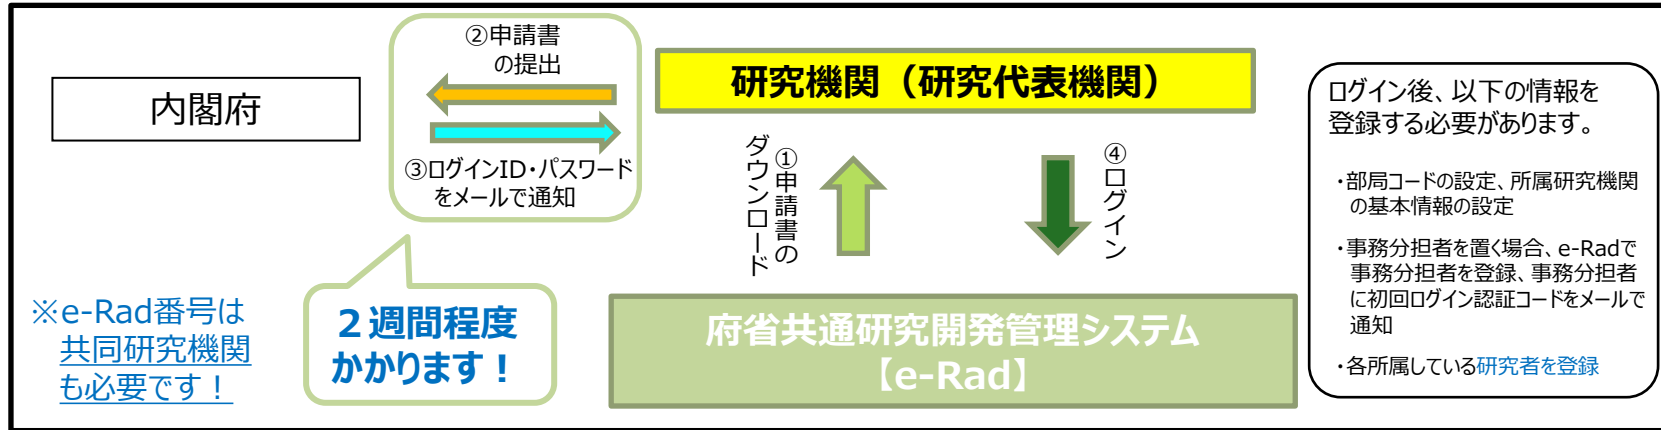 内閣府
②申請書
の提出
③ログインID・パスワード
をメールで通知
２週間程度
かかります！
※e-Rad番号は
共同研究機関
も必要です！
研究機関（研究代表機関）
①申請書の
ダウンロード
④ログイン
府省共通研究開発管理システム
【e-Rad】
ログイン後、以下の情報を
登録する必要があります。
・部局コードの設定、所属研究機関
の基本情報の設定
・事務分担者を置く場合、e-Radで
事務分担者を登録、事務分担者
に初回ログイン認証コードをメールで
通知
・各所属している研究者を登録